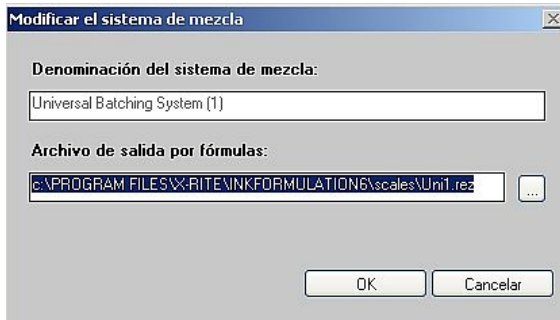 Modificar el sistema de mezcla
Denominación del sistema de mezcla:
Universal Batching System (1)
Archivo de salida por fórmulas:
c:\PROGRAM FILES\X-RITE\INKFORMULATION6\scales\Uni1.rez
...
OK Cancelar